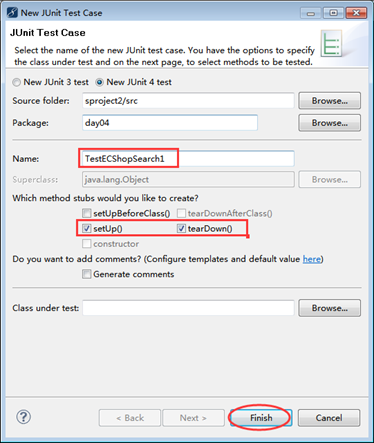 New JUnit Test Case
JUnit Test Case
Select the name of the new JUnit test case. You have the options to specify
the class under test and on the next page, to select methods to be tested.
New JUnit 3 test New JUnit 4 test
Source folder: sproject2/src Browse...
Package: day04 Browse...
Name: TestECShopSearch1
Superclass: java.lang.Object Browse...
Which method stubs would you like to create?
setUpBeforeClass() tearDownAfterClass()
setUp() tearDown()
constructor
Do you want to add comments? (Configure templates and default value here)
Generate comments
Class under test: Browse...
? < Back Next > Finish Cancel